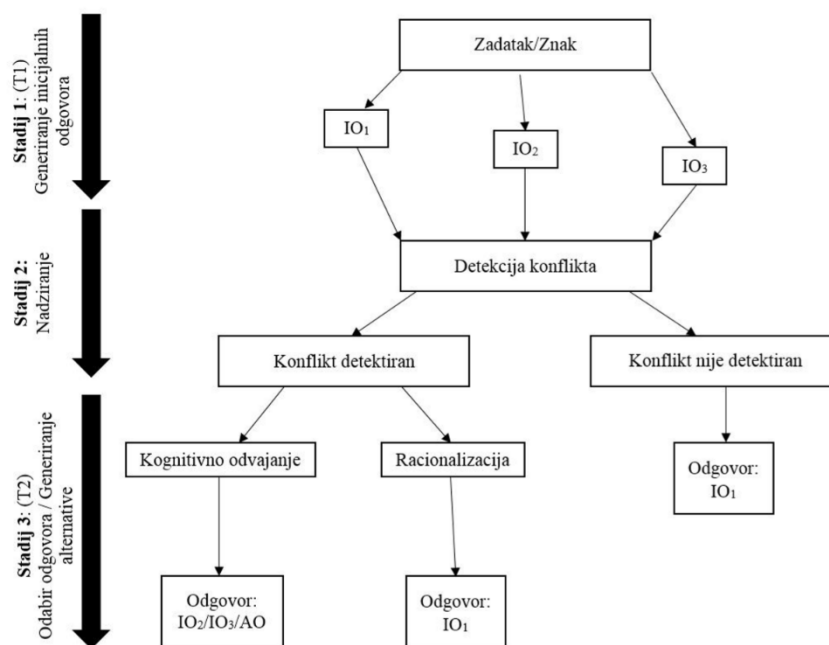 Stadij 1: (T1)
Generiranje inicijalnih
odgovora
Zadatak/Znak
IO₁
IO₂
IO₃
Stadij 2:
Nadziranje
Detekcija konflikta
Konflikt detektiran
Konflikt nije detektiran
Stadij 3: (T2)
Odabir odgovora / Generiranje
alternative
Kognitivno odvajanje
Racionalizacija
Odgovor:
IO₁
Odgovor:
IO₂/IO₃/AO
Odgovor:
IO₁